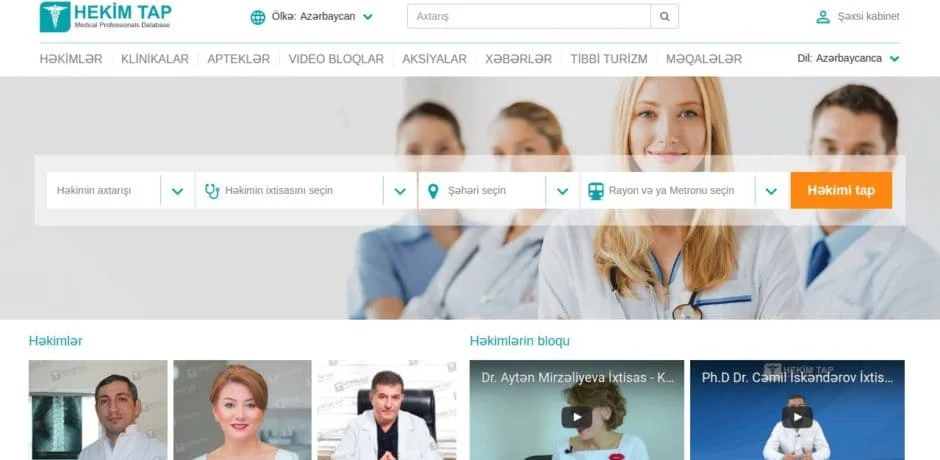 HEKİM TAP
Medical Professionals Database
Ölkə: Azərbaycan
Axtarış
Şəxsi kabinet
HƏKİMLƏR
KLİNİKALAR
APTEKLƏR
VIDEO BLOQLAR
AKSİYALAR
XƏBƏRLƏR
TİBBİ TURİZM
MƏQALƏLƏR
Dil: Azərbaycanca
Həkimin axtarışı
Həkimin ixtisasını seçin
Şəhəri seçin
Rayon və ya Metronu seçin
Həkimi tap
Həkimlər
Həkimlərin bloqu
Dr. Aytən Mirzəliyeva İxtisas - K...
HEKİM TAP
Ph.D Dr. Cəmil İskəndərov İxtis...